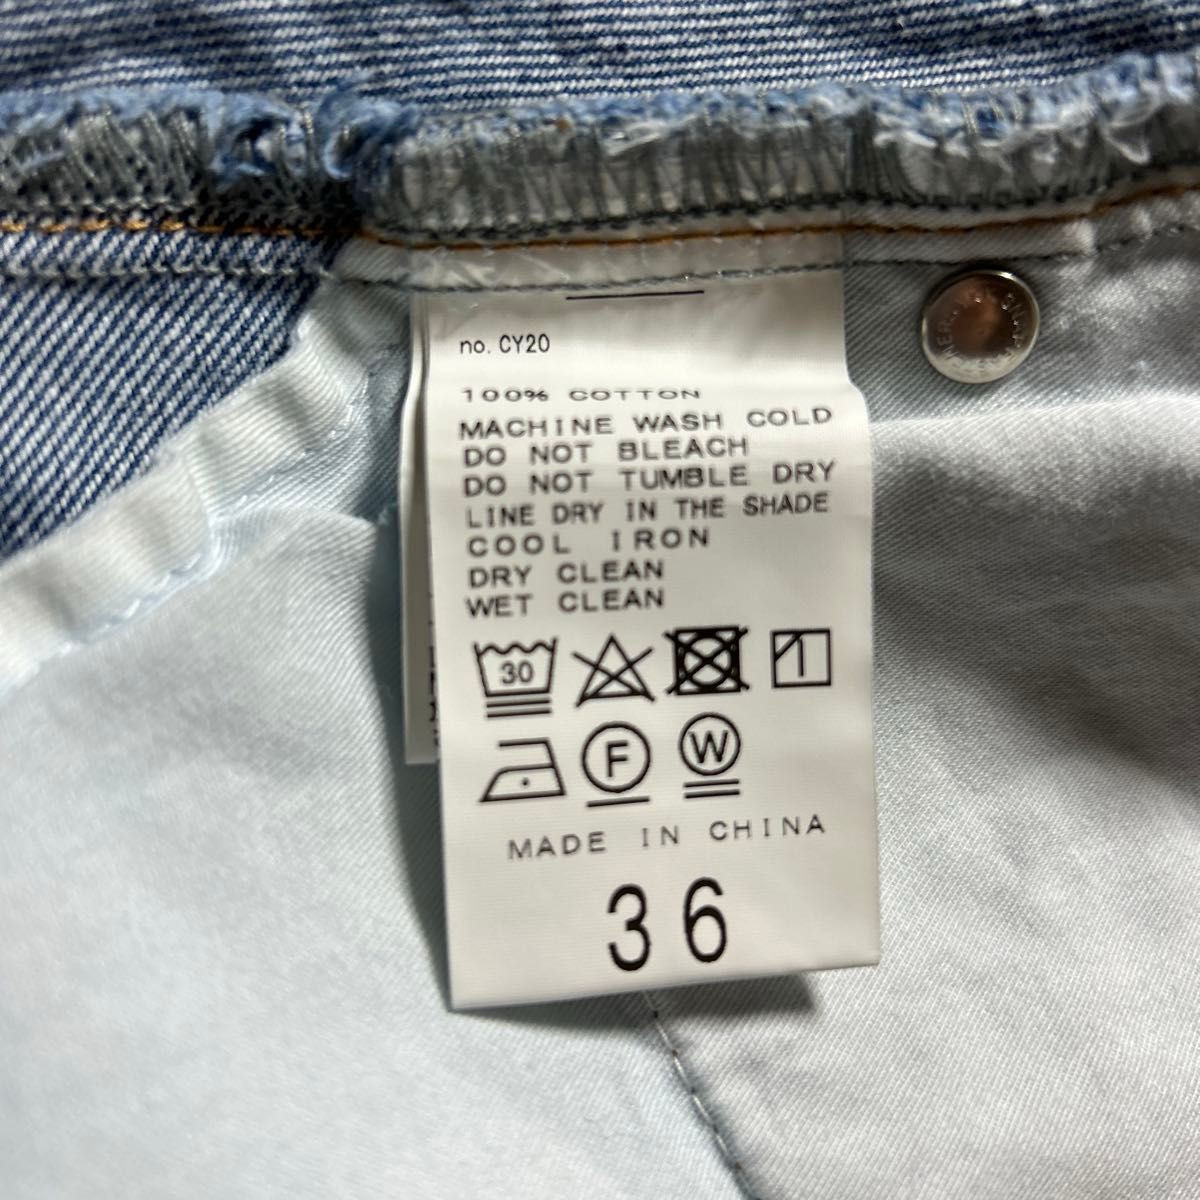 no. CY20
100% COTTON
MACHINE WASH COLD
DO NOT BLEACH
DO NOT TUMBLE DRY
LINE DRY IN THE SHADE
COOL IRON
DRY CLEAN
WET CLEAN
30
F W
MADE IN CHINA
36